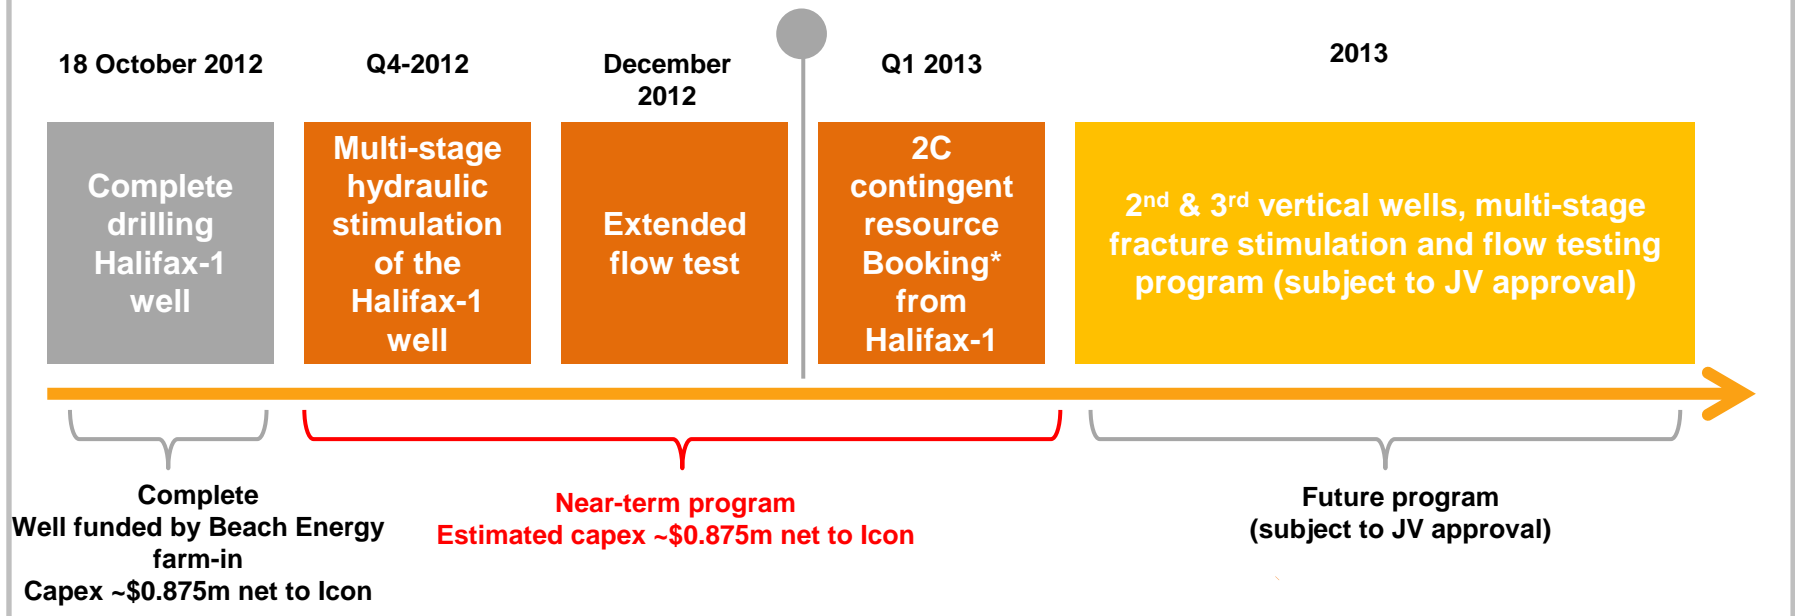 18 October 2012
Q4-2012
December
2012
Q1 2013
2013
Complete
drilling
Halifax-1
well
Multi-stage
hydraulic
stimulation
of the
Halifax-1
well
Extended
flow test
2C
contingent
resource
Booking*
from
Halifax-1
2nd & 3rd vertical wells, multi-stage
fracture stimulation and flow testing
program (subject to JV approval)
Complete
Well funded by Beach Energy
farm-in
Capex ~$0.875m net to Icon
Near-term program
Estimated capex ~$0.875m net to Icon
Future program
(subject to JV approval)